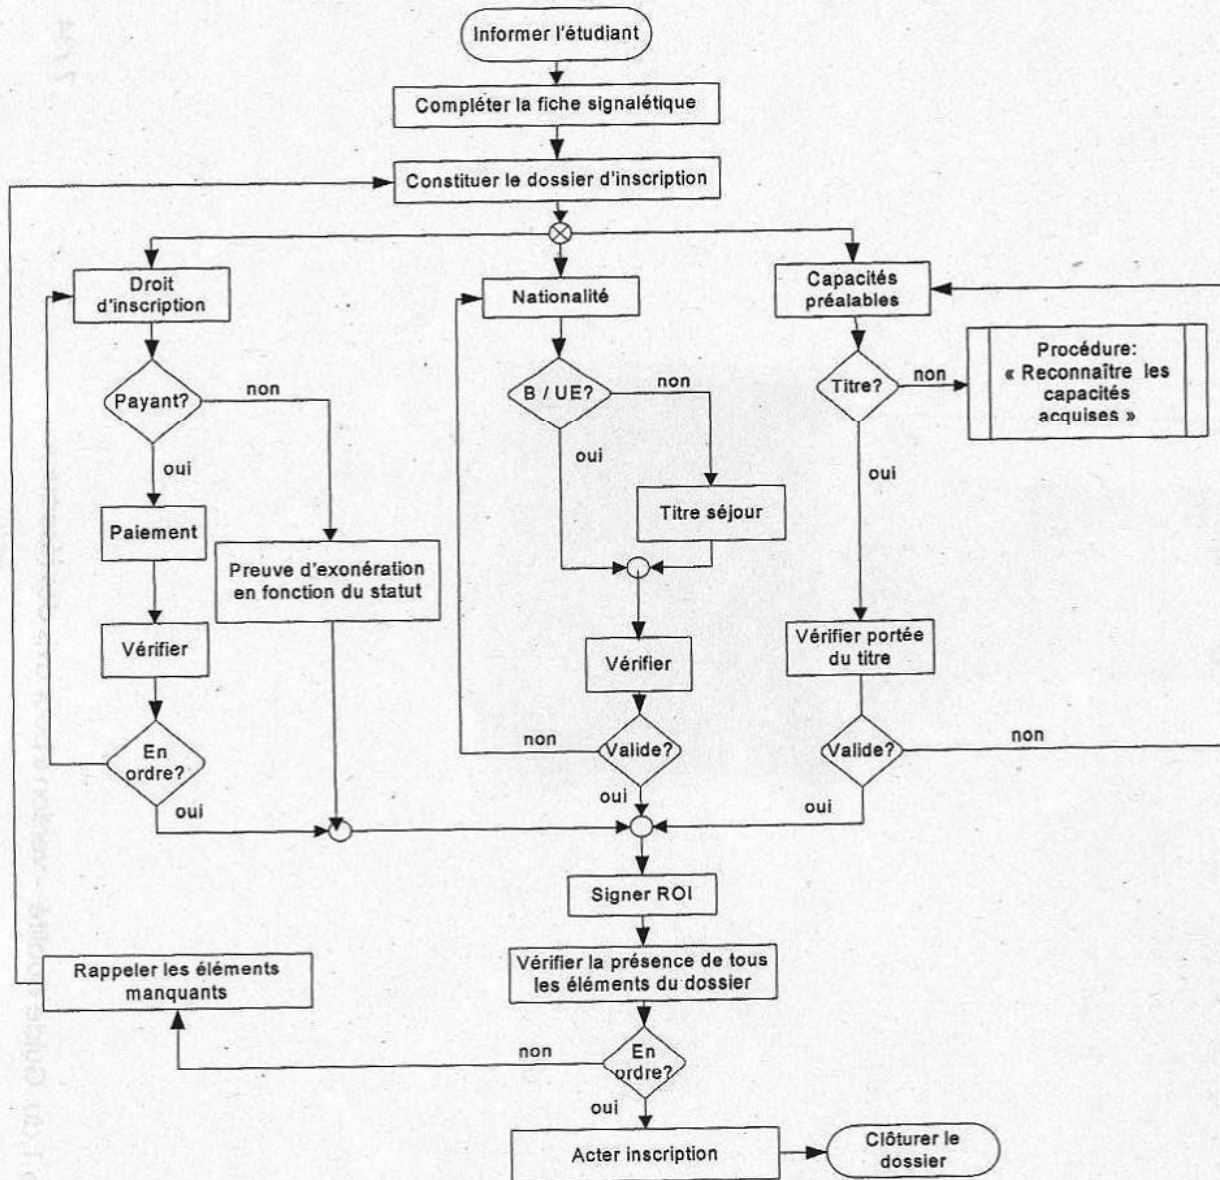 Informer l'étudiant
Compléter la fiche signalétique
Constituer le dossier d'inscription
Droit
d'inscription
Nationalité
Capacités
préalables
Payant?
non
B / UE?
non
Titre?
non
Procédure:
« Reconnaître les
capacités
acquises »
oui
oui
oui
Paiement
Preuve d'exonération
en fonction du statut
Titre séjour
Vérifier
Vérifier
Vérifier portée
du titre
En
ordre?
non
Valide?
Valide?
non
oui
oui
oui
Signer ROI
Vérifier la présence de tous
les éléments du dossier
Rappeler les éléments
manquants
non
En
ordre?
oui
Acter inscription
Clôturer le
dossier